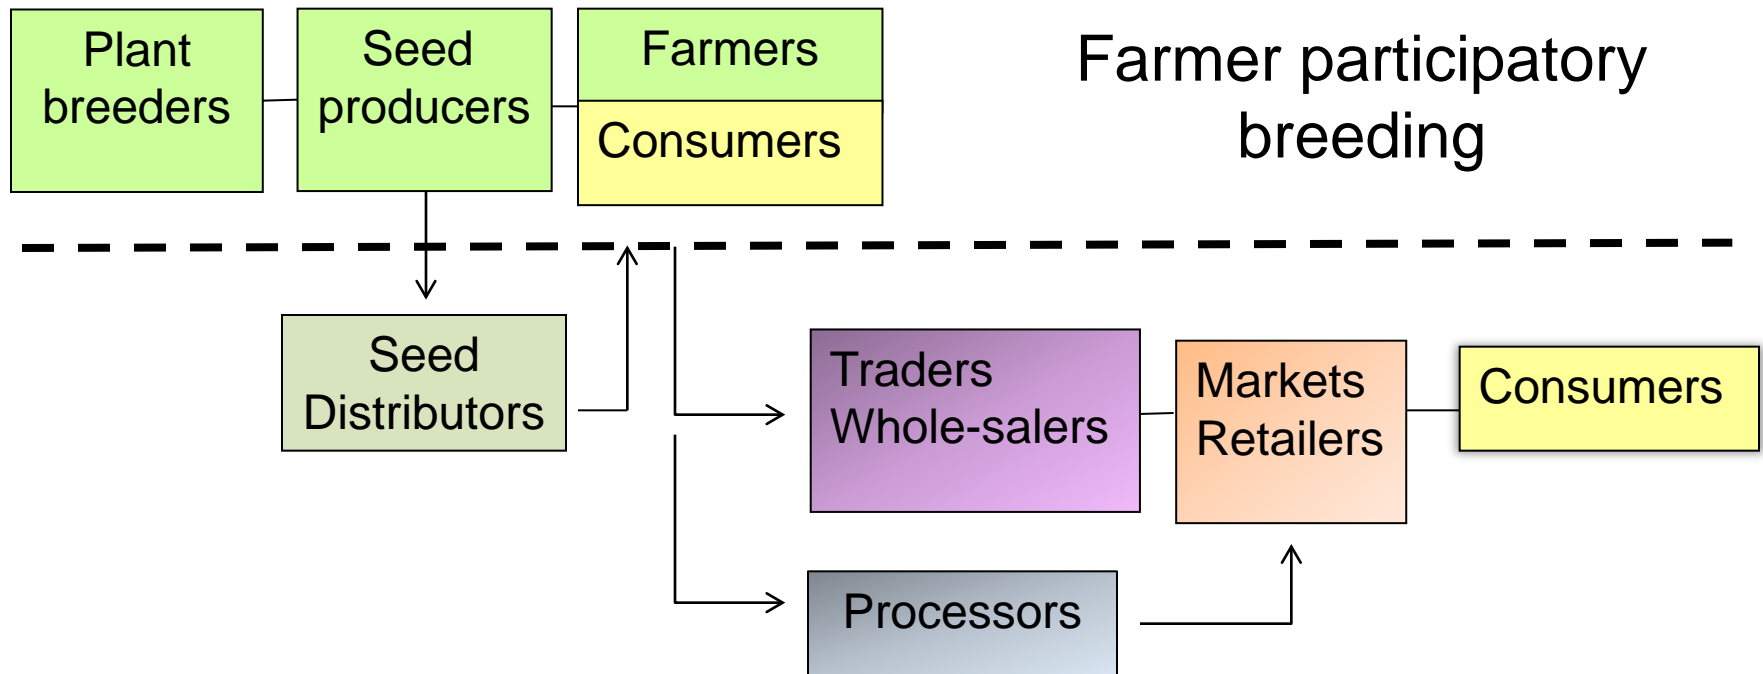 Plant
breeders
Seed
producers
Farmers
Consumers
Farmer participatory
breeding
Seed
Distributors
Traders
Whole-salers
Markets
Retailers
Consumers
Processors